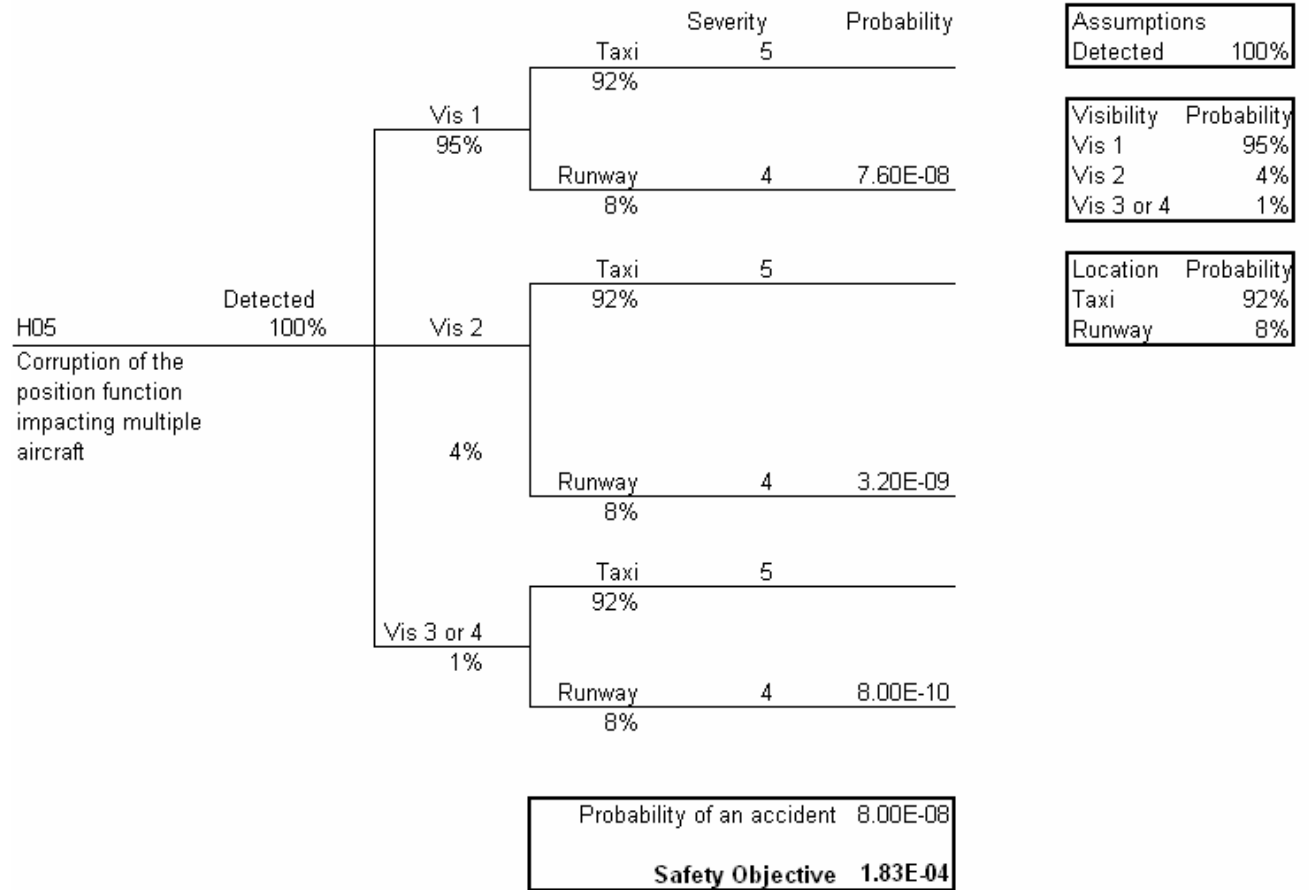 Severity Probability
Taxi 5
92%
Vis 1
95%
Runway 4 7.60E-08
8%
Taxi 5
92%
Detected
H05 100% Vis 2
Corruption of the
position function
impacting multiple
aircraft
4%
Runway 4 3.20E-09
8%
Taxi 5
92%
Vis 3 or 4
1%
Runway 4 8.00E-10
8%
Probability of an accident 8.00E-08
Safety Objective 1.83E-04
Assumptions
Detected 100%
Visibility Probability
Vis 1 95%
Vis 2 4%
Vis 3 or 4 1%
Location Probability
Taxi 92%
Runway 8%